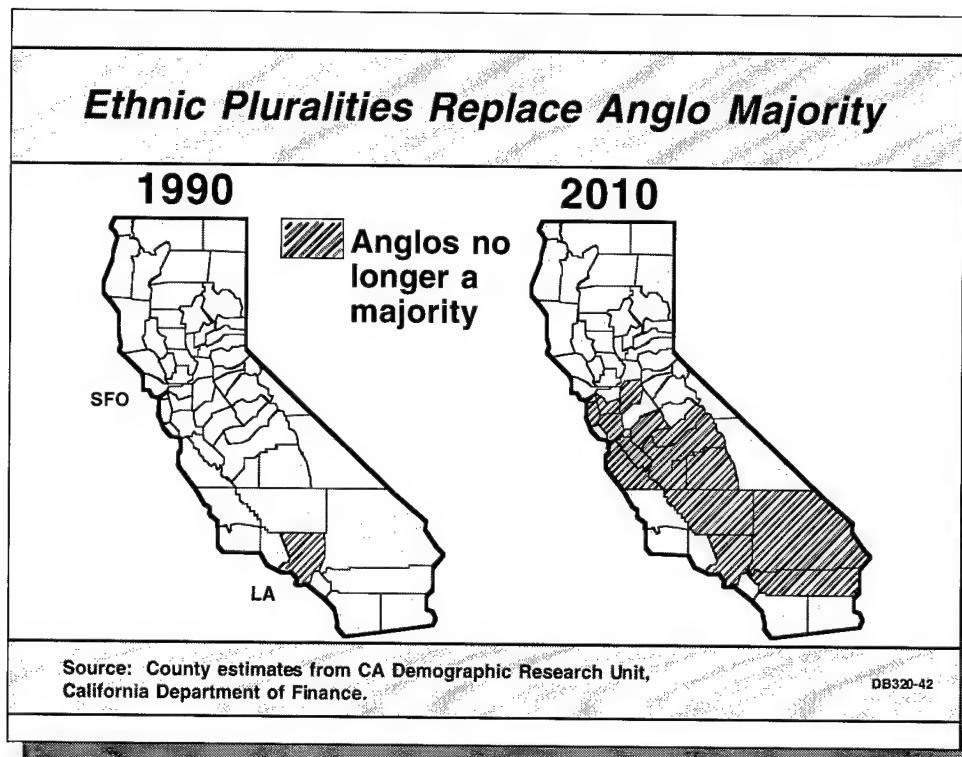 Ethnic Pluralities Replace Anglo Majority
1990
2010
Anglos no
longer a
majority
SFO
LA
Source: County estimates from CA Demographic Research Unit,
California Department of Finance.
DB320-42